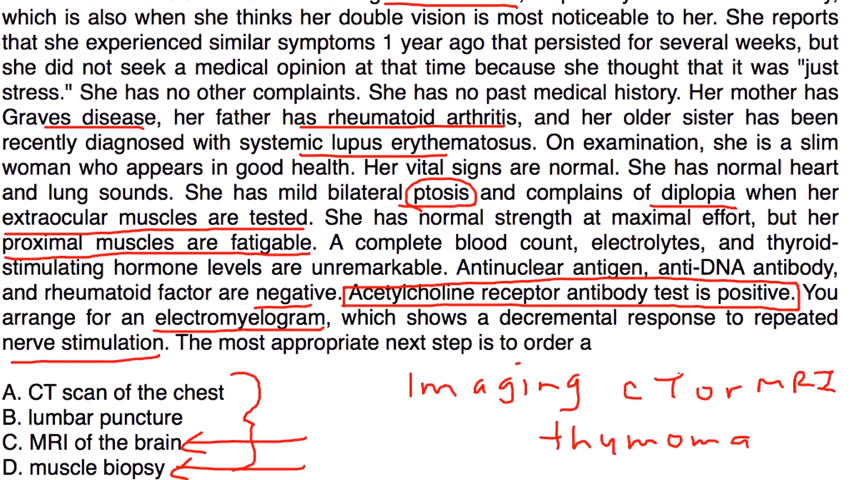 which is also when she thinks her double vision is most noticeable to her. She reports
that she experienced similar symptoms 1 year ago that persisted for several weeks, but
she did not seek a medical opinion at that time because she thought that it was "just
stress." She has no other complaints. She has no past medical history. Her mother has
Graves disease, her father has rheumatoid arthritis, and her older sister has been
recently diagnosed with systemic lupus erythematosus. On examination, she is a slim
woman who appears in good health. Her vital signs are normal. She has normal heart
and lung sounds. She has mild bilateral ptosis and complains of diplopia when her
extraocular muscles are tested. She has normal strength at maximal effort, but her
proximal muscles are fatigable. A complete blood count, electrolytes, and thyroid-
stimulating hormone levels are unremarkable. Antinuclear antigen, anti-DNA antibody,
and rheumatoid factor are negative. Acetylcholine receptor antibody test is positive. You
arrange for an electromyelogram, which shows a decremental response to repeated
nerve stimulation. The most appropriate next step is to order a
A. CT scan of the chest
B. lumbar puncture
C. MRI of the brain
D. muscle biopsy
Imaging CT or MRI
thymoma